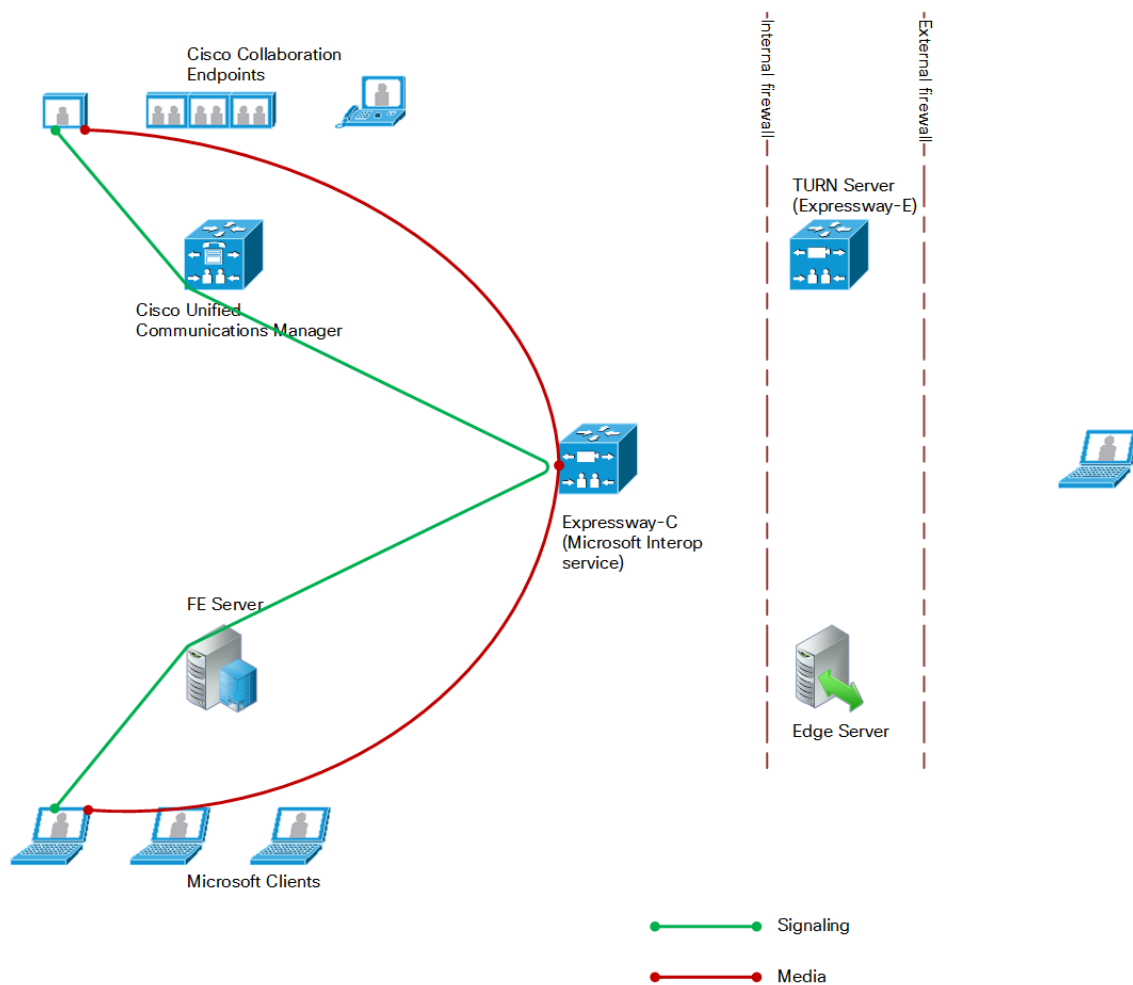 Cisco Collaboration
Endpoints
Internal firewall
External firewall
TURN Server
(Expressway-E)
Cisco Unified
Communications Manager
Expressway-C
(Microsoft Interop
service)
FE Server
Edge Server
Microsoft Clients
Signaling
Media